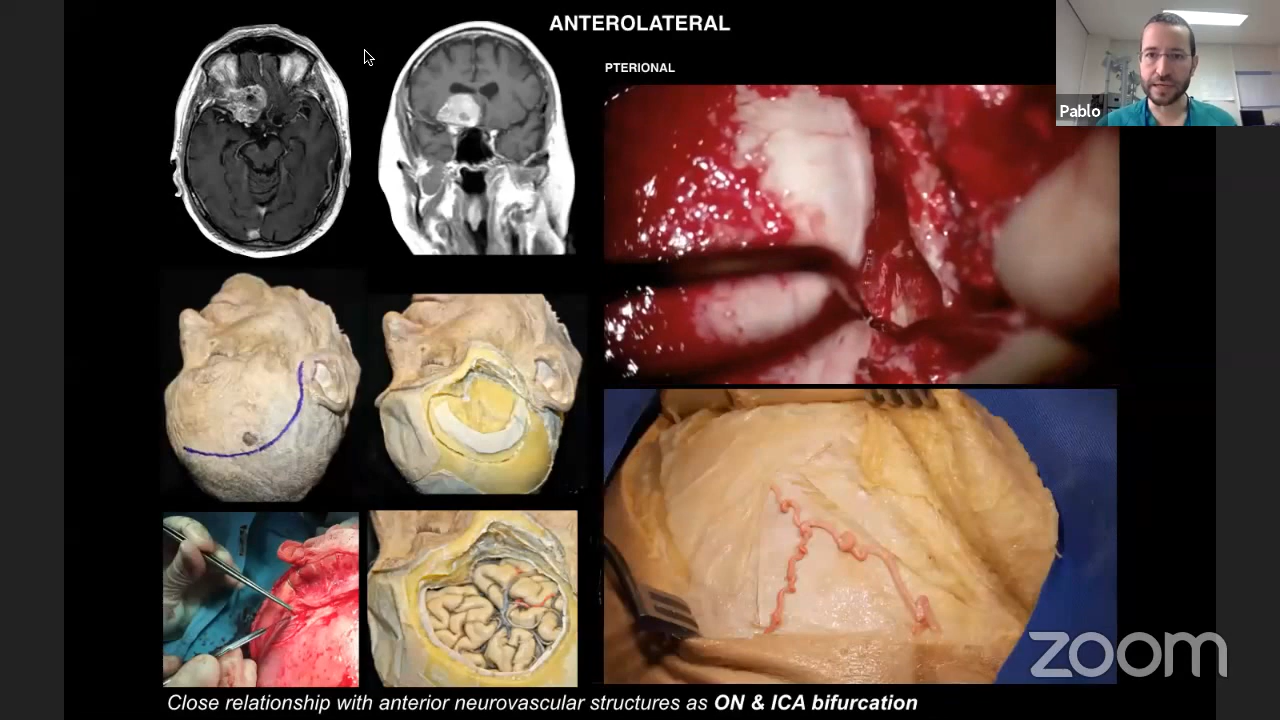 ANTEROLATERAL
PTERIONAL
Pablo
zoom
Close relationship with anterior neurovascular structures as ON & ICA bifurcation